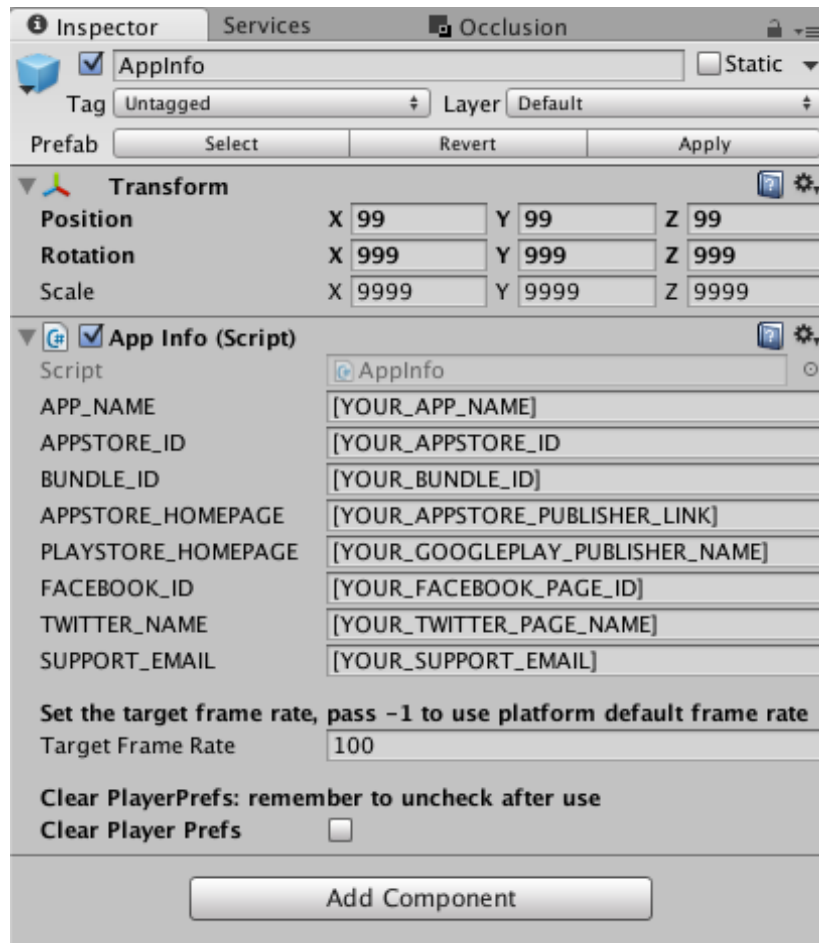 Inspector Services Occlusion
AppInfo Static
Tag Untagged Layer Default
Prefab Select Revert Apply
Transform
Position X 99 Y 99 Z 99
Rotation X 999 Y 999 Z 999
Scale X 9999 Y 9999 Z 9999
App Info (Script)
Script AppInfo
APP_NAME [YOUR_APP_NAME]
APPSTORE_ID [YOUR_APPSTORE_ID
BUNDLE_ID [YOUR_BUNDLE_ID]
APPSTORE_HOMEPAGE [YOUR_APPSTORE_PUBLISHER_LINK]
PLAYSTORE_HOMEPAGE [YOUR_GOOGLEPLAY_PUBLISHER_NAME]
FACEBOOK_ID [YOUR_FACEBOOK_PAGE_ID]
TWITTER_NAME [YOUR_TWITTER_PAGE_NAME]
SUPPORT_EMAIL [YOUR_SUPPORT_EMAIL]
Set the target frame rate, pass -1 to use platform default frame rate
Target Frame Rate 100
Clear PlayerPrefs: remember to uncheck after use
Clear Player Prefs
Add Component